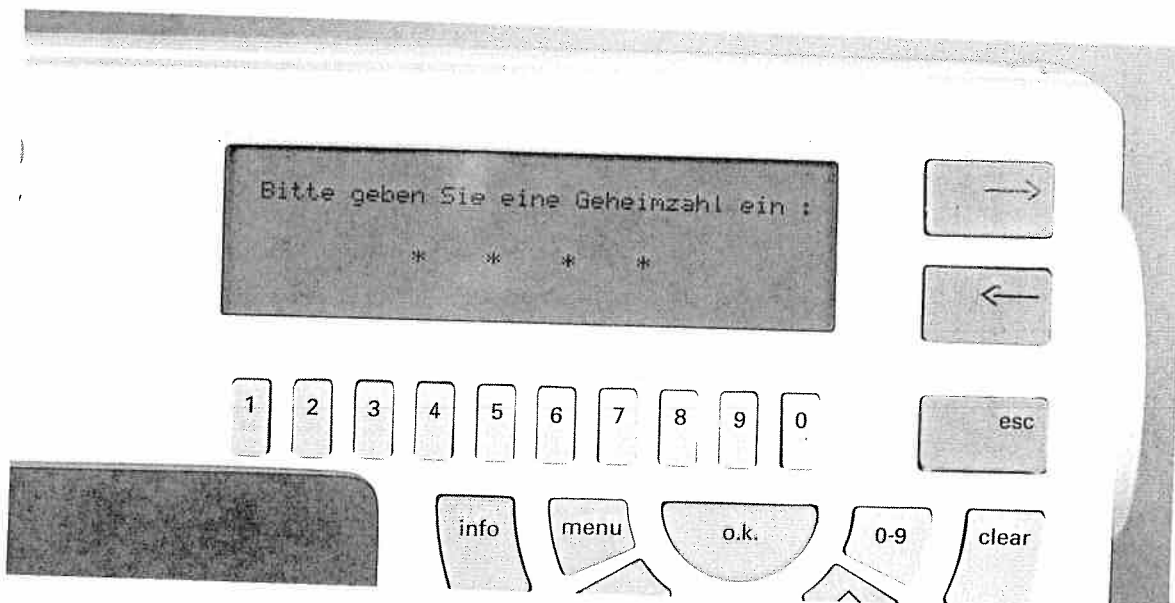 Bitte geben Sie eine Geheimzahl ein :
* * * *
1 2 3 4 5 6 7 8 9 0
esc
info menu o.k. 0-9 clear